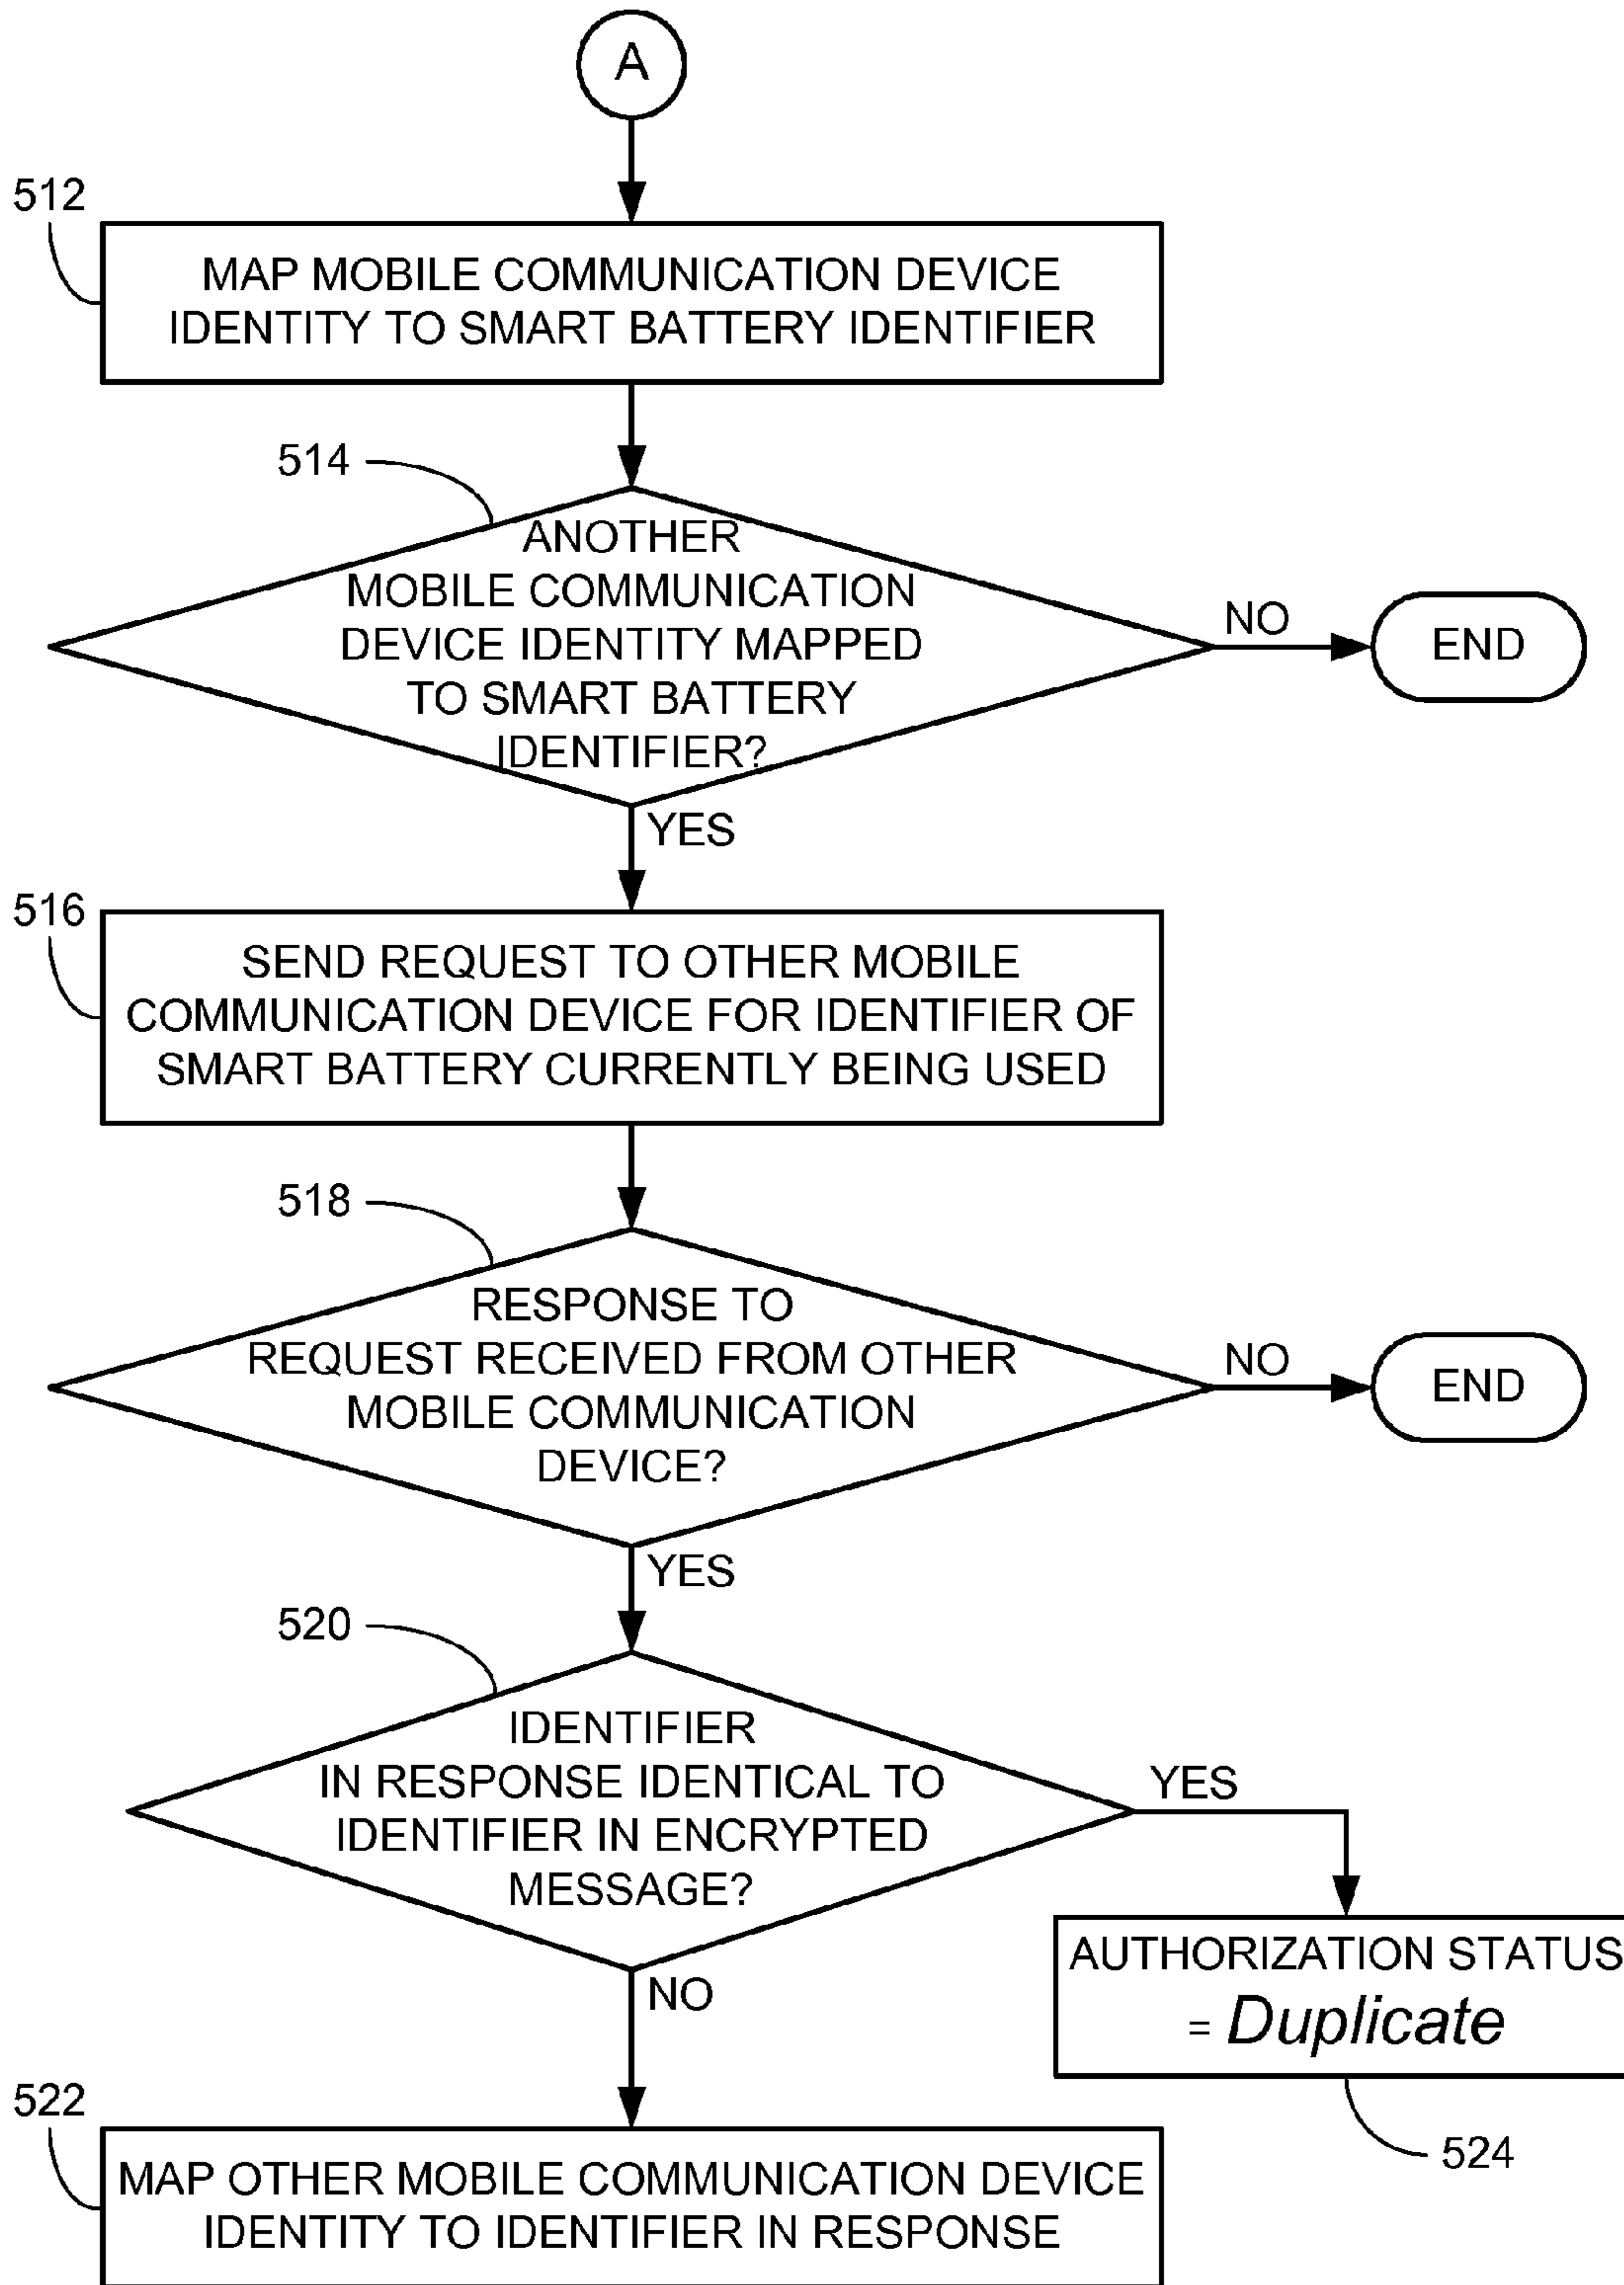 A
512
MAP MOBILE COMMUNICATION DEVICE
IDENTITY TO SMART BATTERY IDENTIFIER
514
ANOTHER
MOBILE COMMUNICATION
DEVICE IDENTITY MAPPED
TO SMART BATTERY
IDENTIFIER?
NO
END
YES
516
SEND REQUEST TO OTHER MOBILE
COMMUNICATION DEVICE FOR IDENTIFIER OF
SMART BATTERY CURRENTLY BEING USED
518
RESPONSE TO
REQUEST RECEIVED FROM OTHER
MOBILE COMMUNICATION
DEVICE?
NO
END
YES
520
IDENTIFIER
IN RESPONSE IDENTICAL TO
IDENTIFIER IN ENCRYPTED
MESSAGE?
YES
AUTHORIZATION STATUS
= Duplicate
524
NO
522
MAP OTHER MOBILE COMMUNICATION DEVICE
IDENTITY TO IDENTIFIER IN RESPONSE